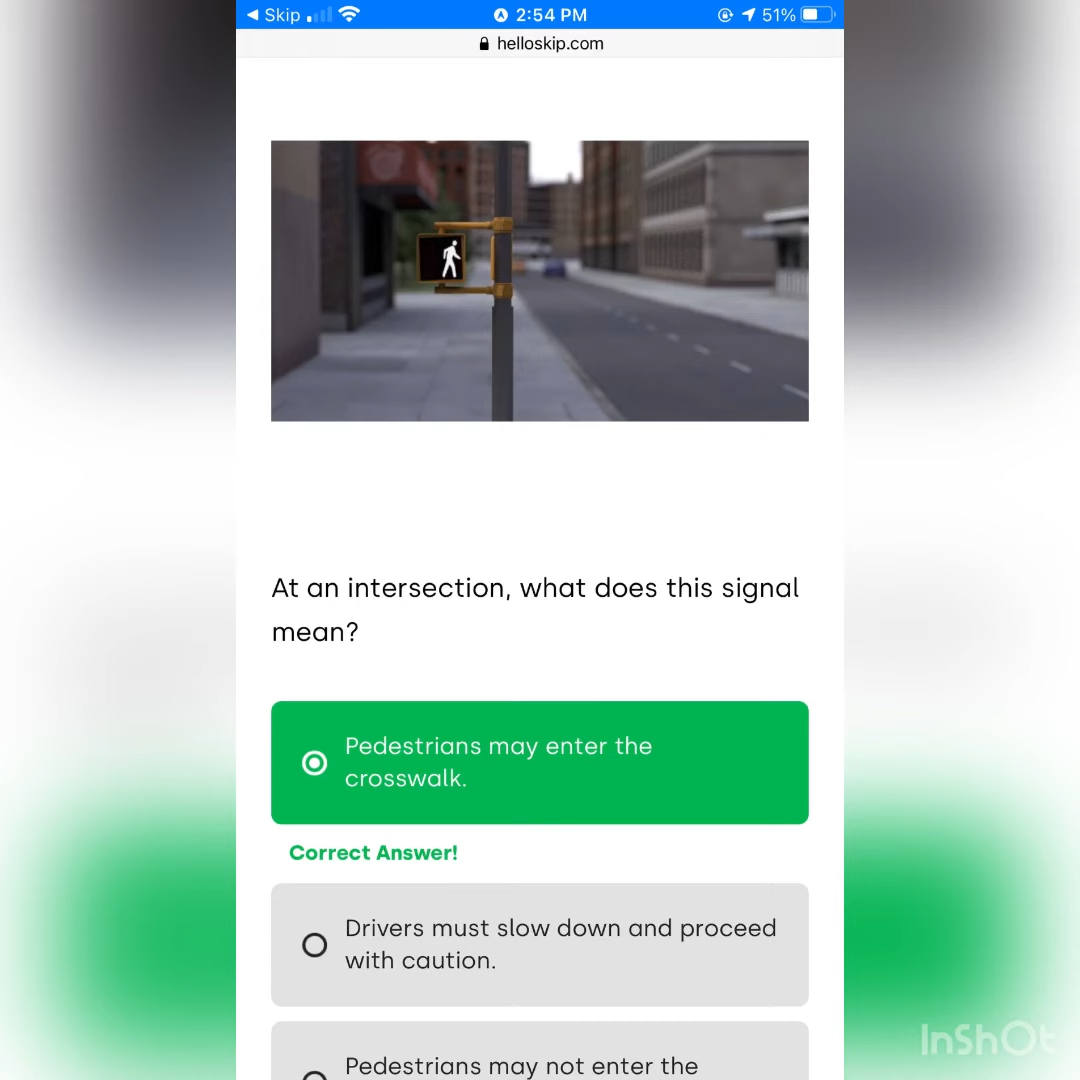 Skip 2:54 PM 51%
helloskip.com
At an intersection, what does this signal
mean?
Pedestrians may enter the
crosswalk.
Correct Answer!
Drivers must slow down and proceed
with caution.
Pedestrians may not enter the
InShOt